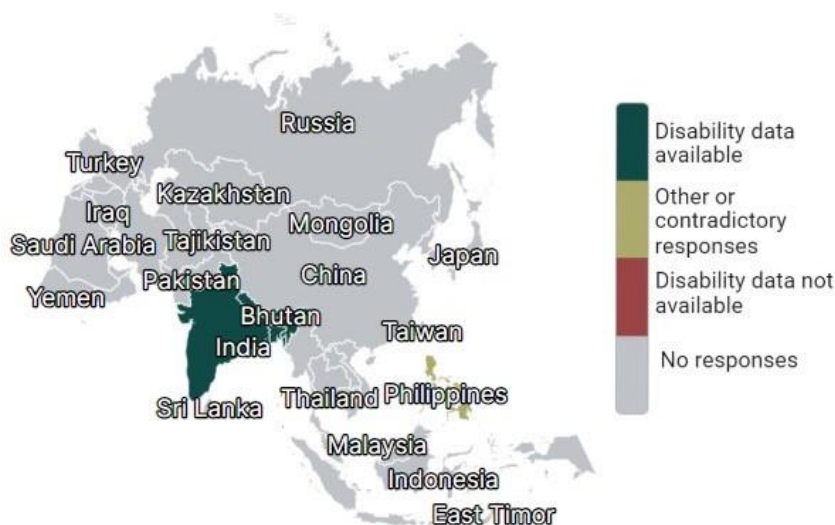 Russia
Turkey
Kazakhstan
Iraq
Mongolia
Saudi Arabia
Tajikistan
Japan
Pakistan
China
Yemen
Bhutan
Taiwan
India
Sri Lanka
Thailand
Philippines
Malaysia
Indonesia
East Timor
Disability data
available
Other or
contradictory
responses
Disability data not
available
No responses